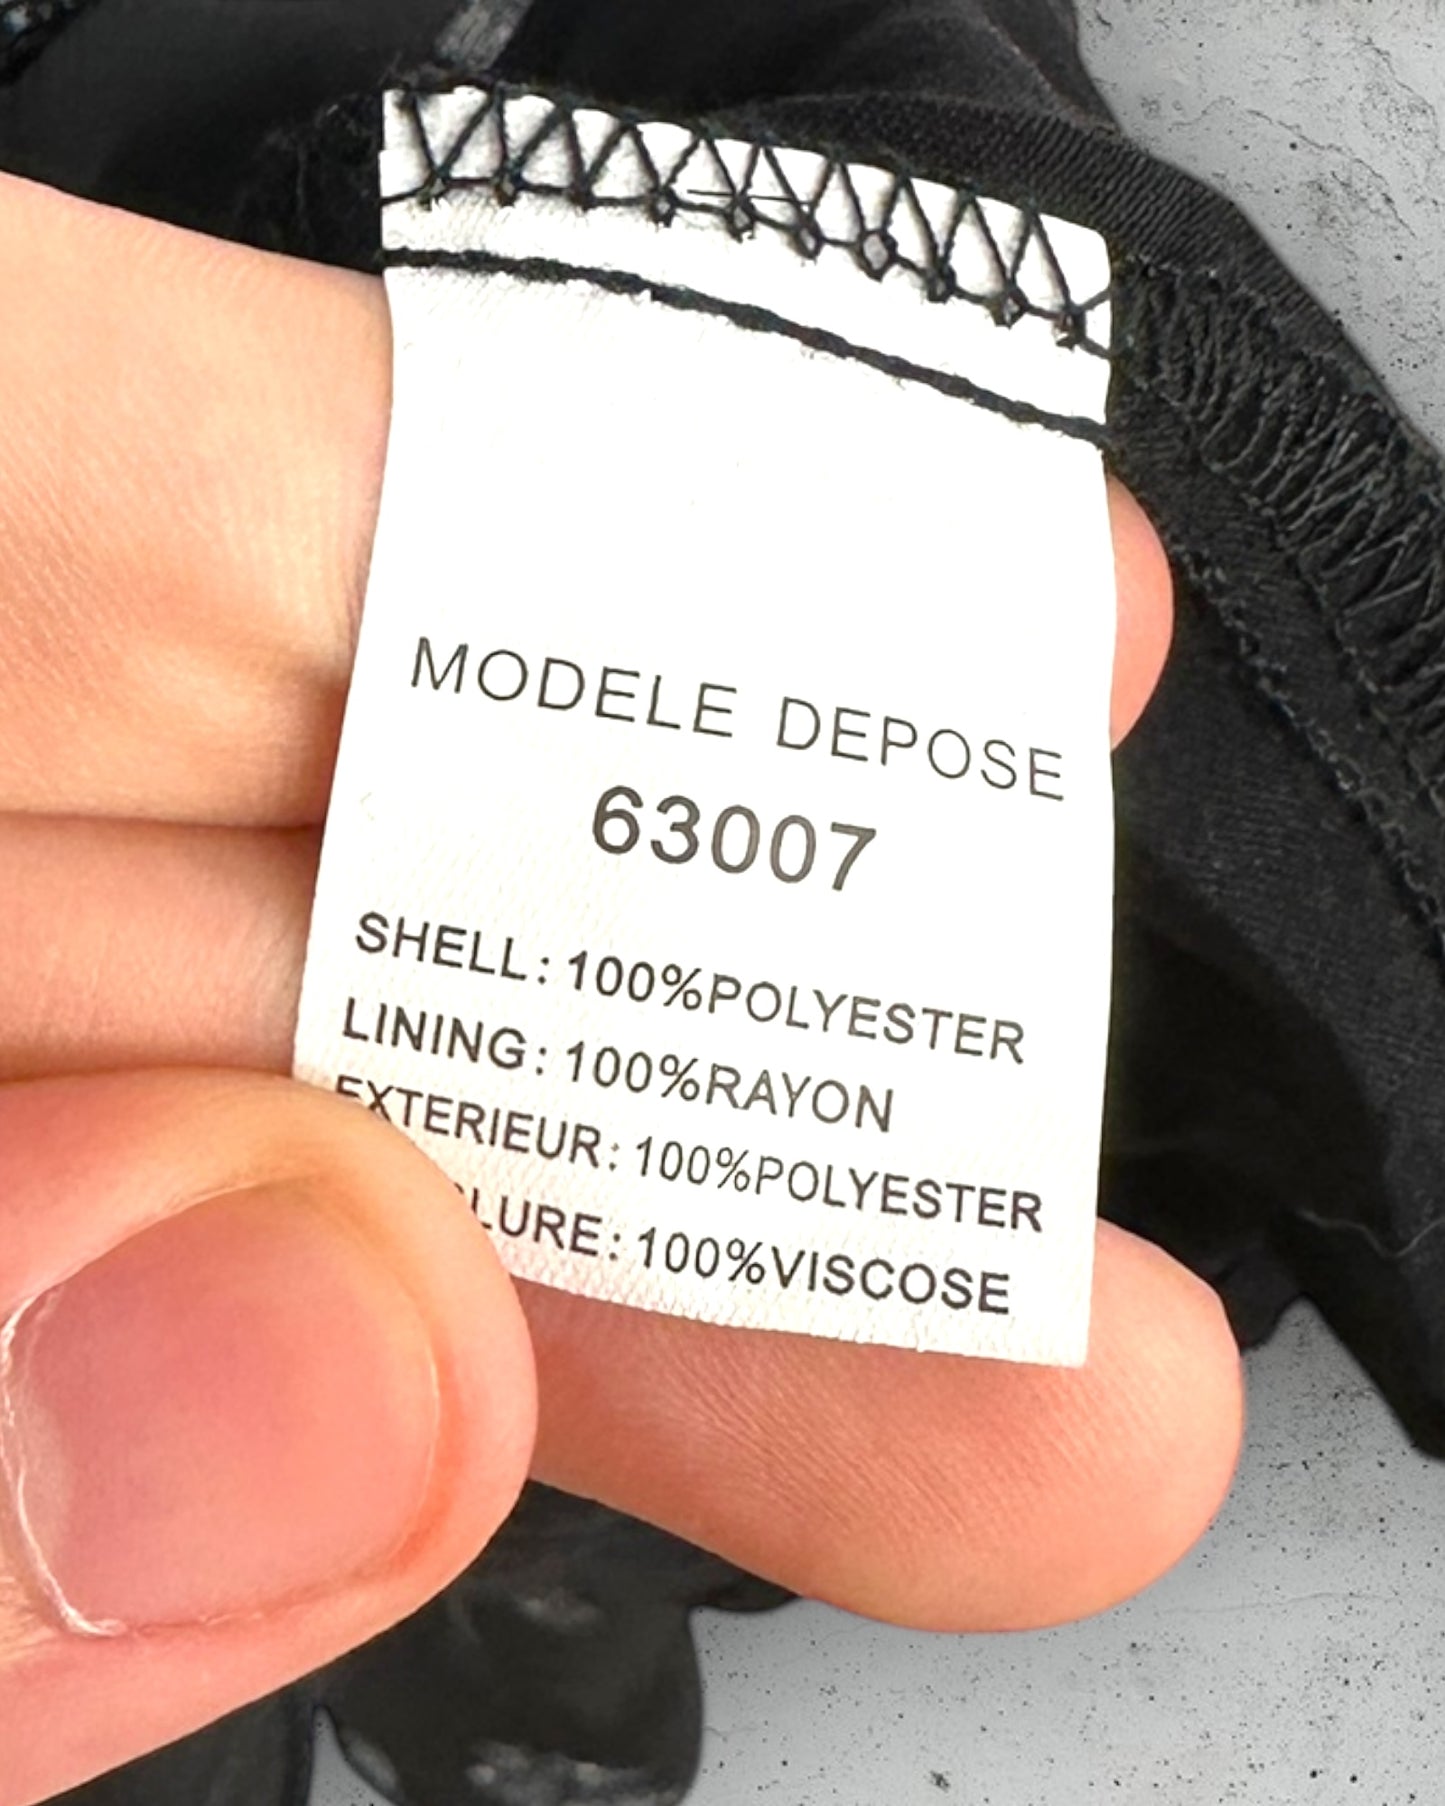 MODELE DEPOSE
63007
SHELL: 100%POLYESTER
LINING: 100%RAYON
EXTERIEUR: 100%POLYESTER
100%VISCOSE